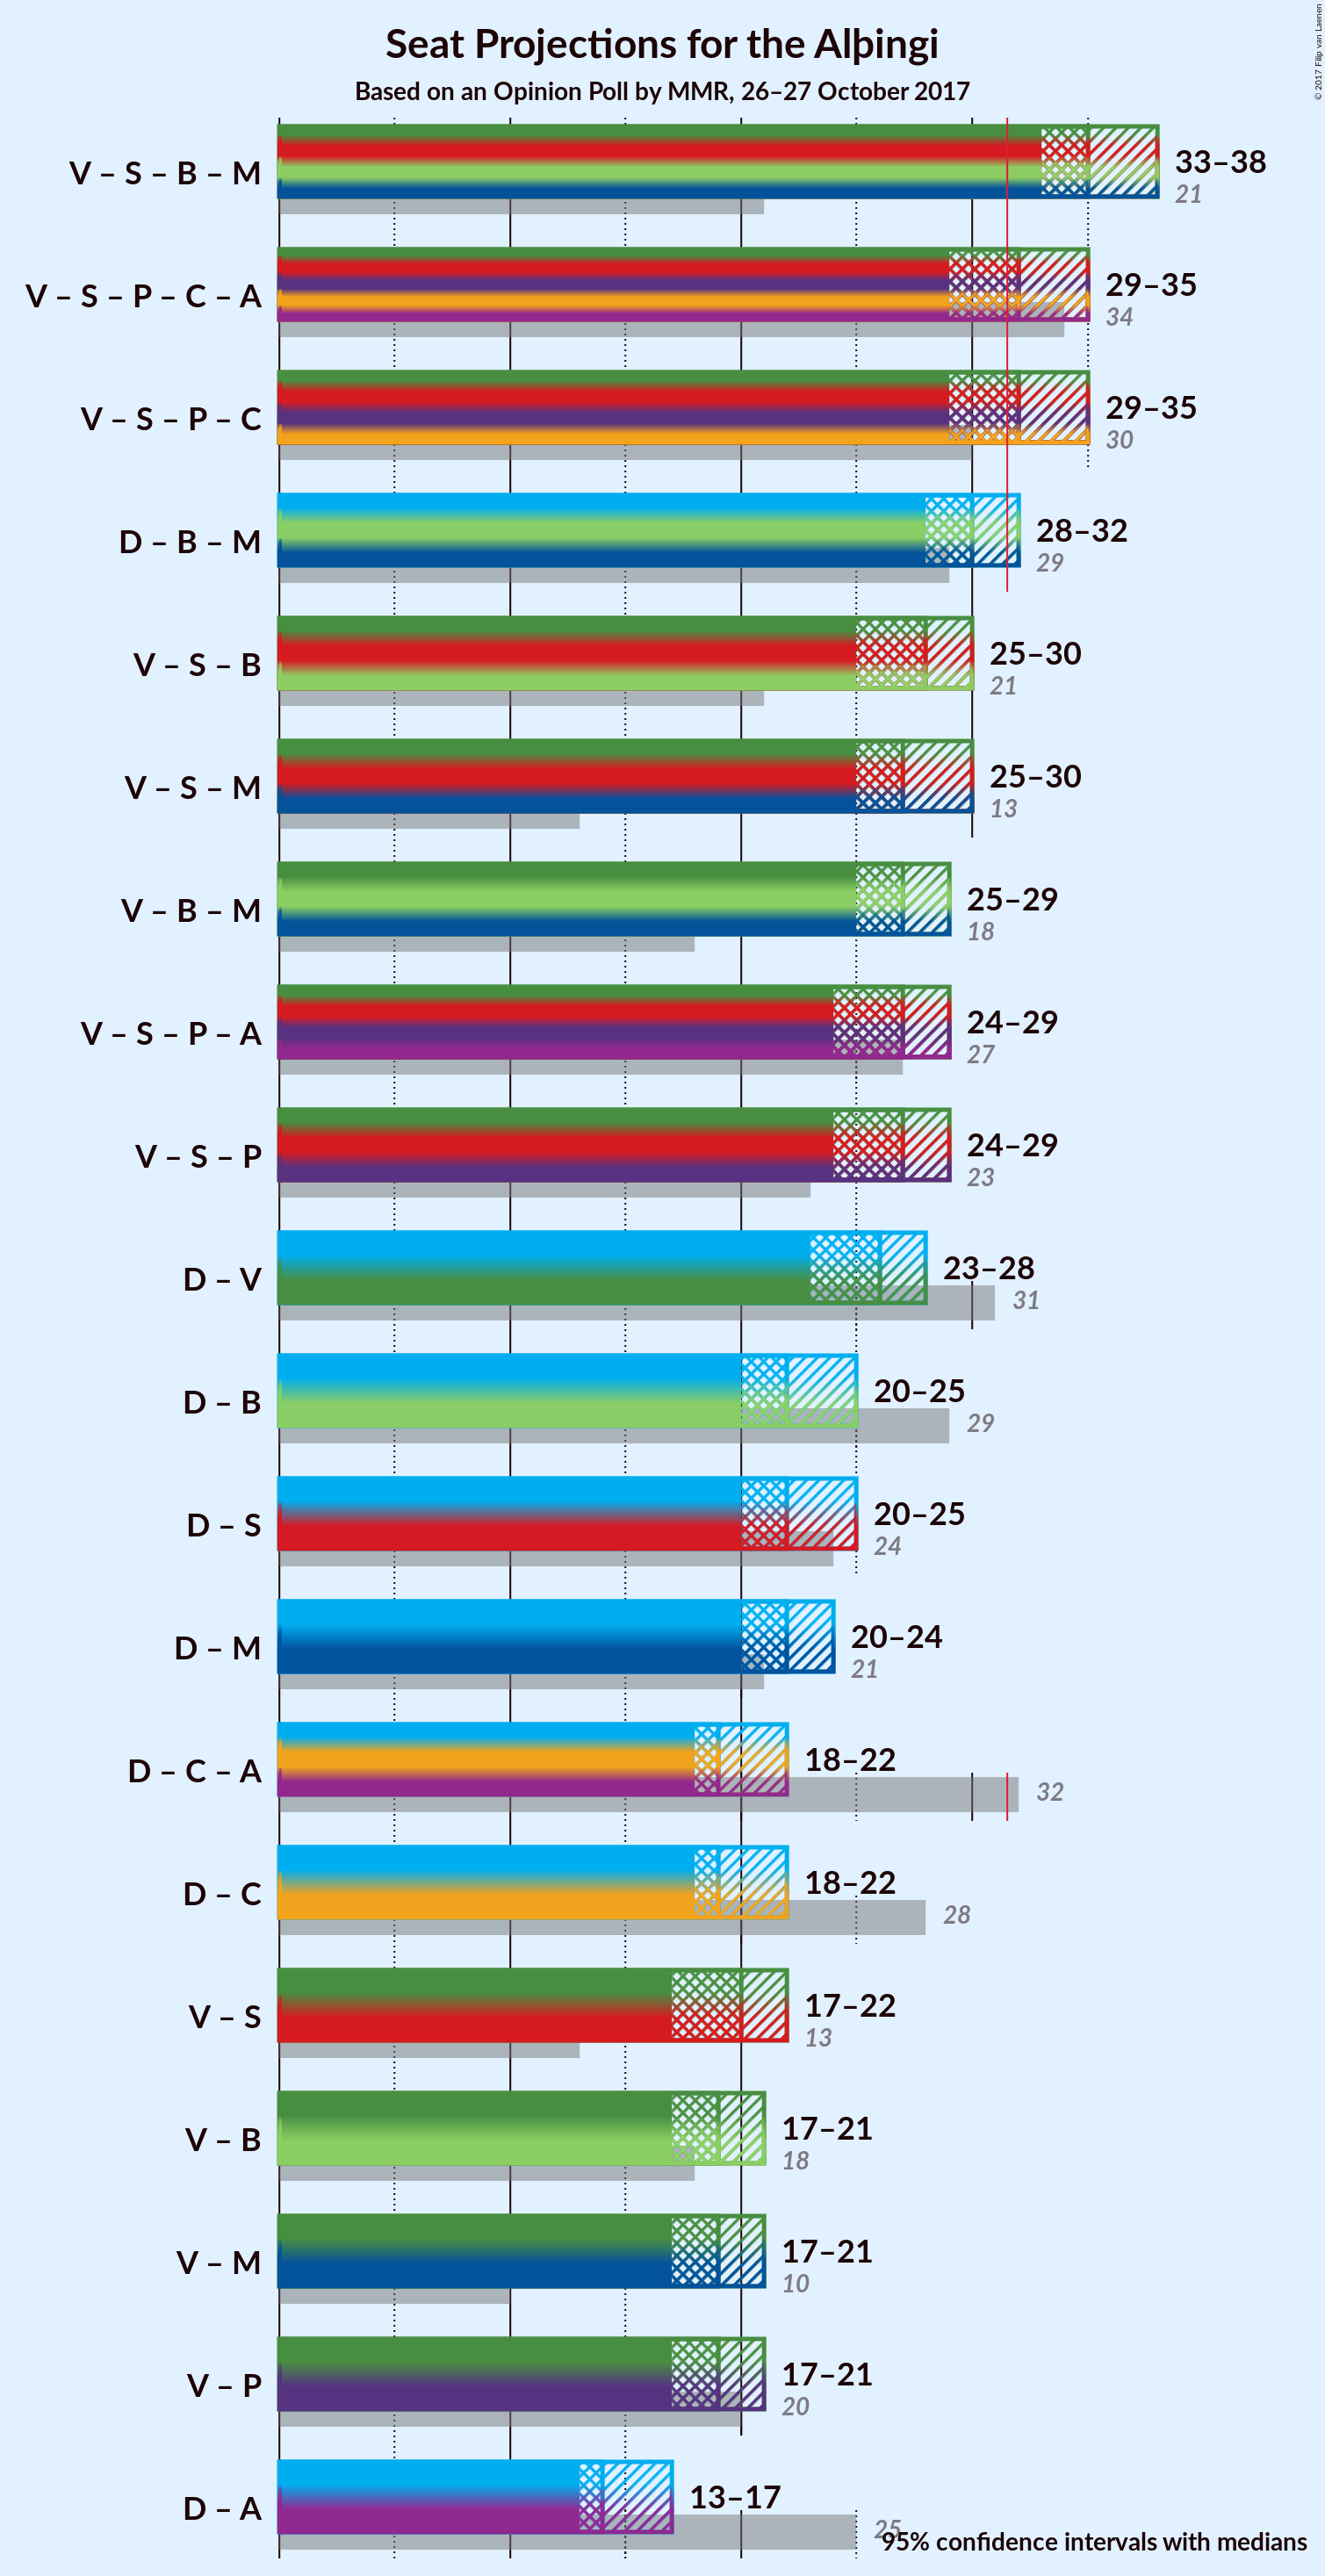 © 2017 Filip van Laenen
Seat Projections for the Alþingi
Based on an Opinion Poll by MMR, 26–27 October 2017
V – S – B – M
33–38
21
V – S – P – C – A
29–35
34
V – S – P – C
29–35
30
D – B – M
28–32
29
V – S – B
25–30
21
V – S – M
25–30
13
V – B – M
25–29
18
V – S – P – A
24–29
27
V – S – P
24–29
23
D – V
23–28
31
D – B
20–25
29
D – S
20–25
24
D – M
20–24
21
D – C – A
18–22
32
D – C
18–22
28
V – S
17–22
13
V – B
17–21
18
V – M
17–21
10
V – P
17–21
20
D – A
13–17
25
95% confidence intervals with medians